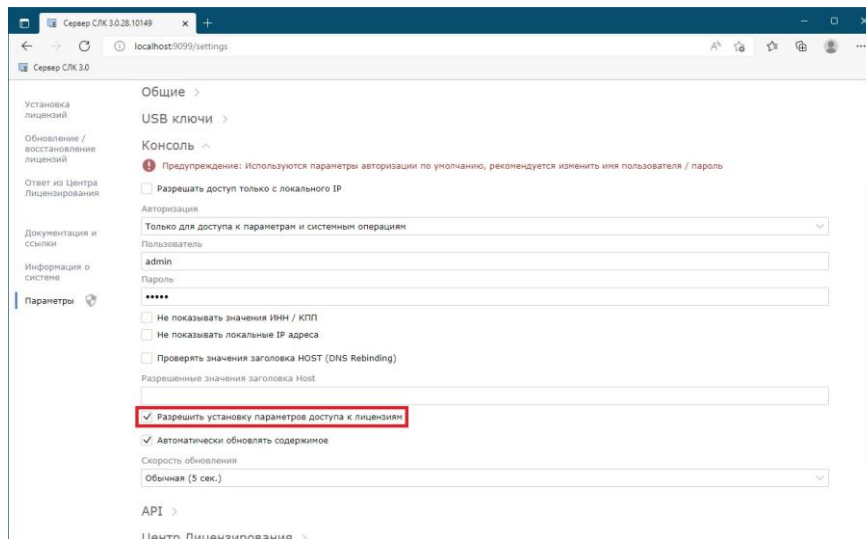 Сервер СЛК 3.0.28.10149
localhost:9099/settings
Сервер СЛК 3.0
Установка
лицензий
Обновление /
восстановление
лицензий
Ответ из Центра
Лицензирования
Документация и
ссылки
Информация о
системе
Параметры
Общие
USB ключи
Консоль
Предупреждение: Используются параметры авторизации по умолчанию, рекомендуется изменить имя пользователя / пароль
Разрешать доступ только с локального IP
Авторизация
Только для доступа к параметрам и системным операциям
Пользователь
admin
Пароль
•••••
Не показывать значения ИНН / КПП
Не показывать локальные IP адреса
Проверять значения заголовка HOST (DNS Rebinding)
Разрешенные значения заголовка Host
Разрешить установку параметров доступа к лицензиям
Автоматически обновлять содержимое
Скорость обновления
Обычная (5 сек.)
API
Центр Лицензирования